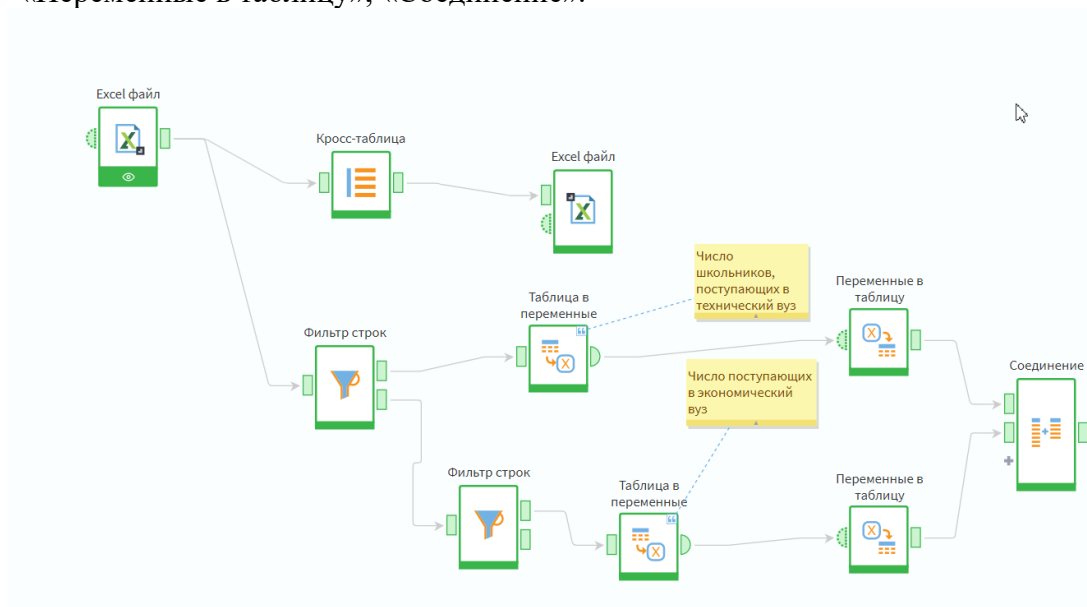 «Переменные в таблицу», «Соединение».
Excel файл
Кросс-таблица
Excel файл
Число
школьников,
поступающих в
технический вуз
Таблица в
переменные
Переменные в
таблицу
Фильтр строк
Соединение
Число поступающих
в экономический
вуз
Фильтр строк
Таблица в
переменные
Переменные в
таблицу